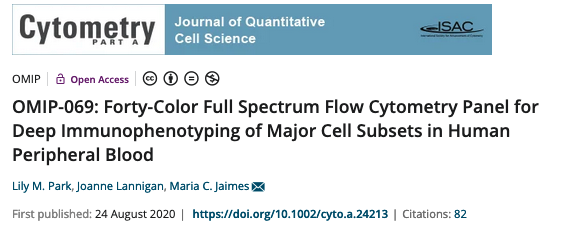 Cytometry
PART A
Journal of Quantitative
Cell Science
ISAC
OMIP Open Access
OMIP-069: Forty-Color Full Spectrum Flow Cytometry Panel for
Deep Immunophenotyping of Major Cell Subsets in Human
Peripheral Blood
Lily M. Park, Joanne Lannigan, Maria C. Jaimes
First published: 24 August 2020 | https://doi.org/10.1002/cyto.a.24213 | Citations: 82